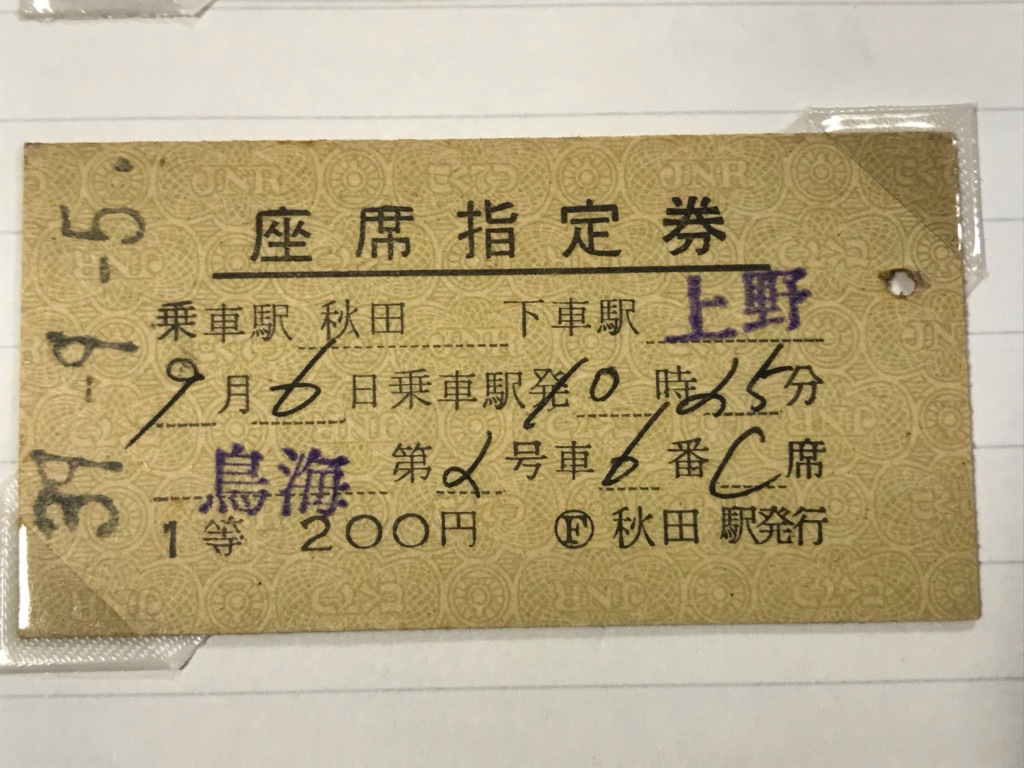 39.-9.-5.
座席指定券
乗車駅 秋田 下車駅 上野
9月6日乗車駅発10時25分
鳥海 第2号車6番C席
1等 200円 Ⓕ秋田駅発行